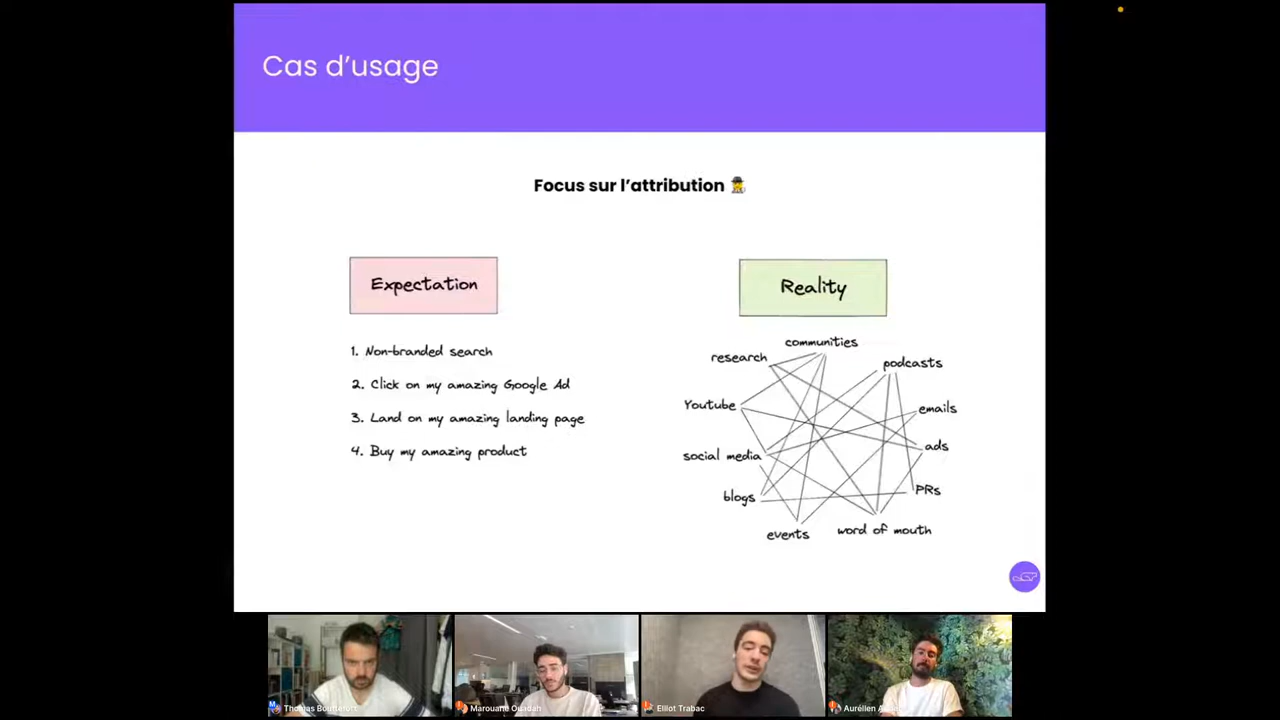 Cas d’usage
Focus sur l’attribution
Expectation
1. Non-branded search
2. Click on my amazing Google Ad
3. Land on my amazing landing page
4. Buy my amazing product
Reality
communities
research
podcasts
Youtube
emails
ads
social media
PRs
blogs
word of mouth
events
Thomas
Marouane Ouadah
Elliot Trabac
Aurélien